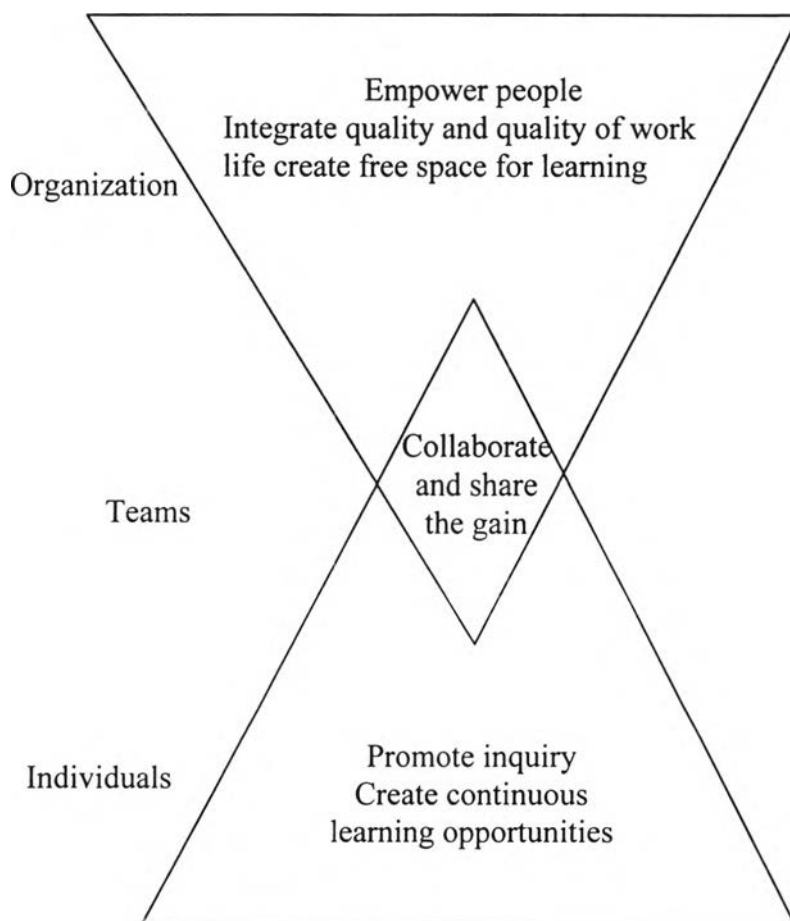 Empower people
Integrate quality and quality of work
life create free space for learning
Organization
Collaborate
and share
the gain
Teams
Promote inquiry
Create continuous
learning opportunities
Individuals